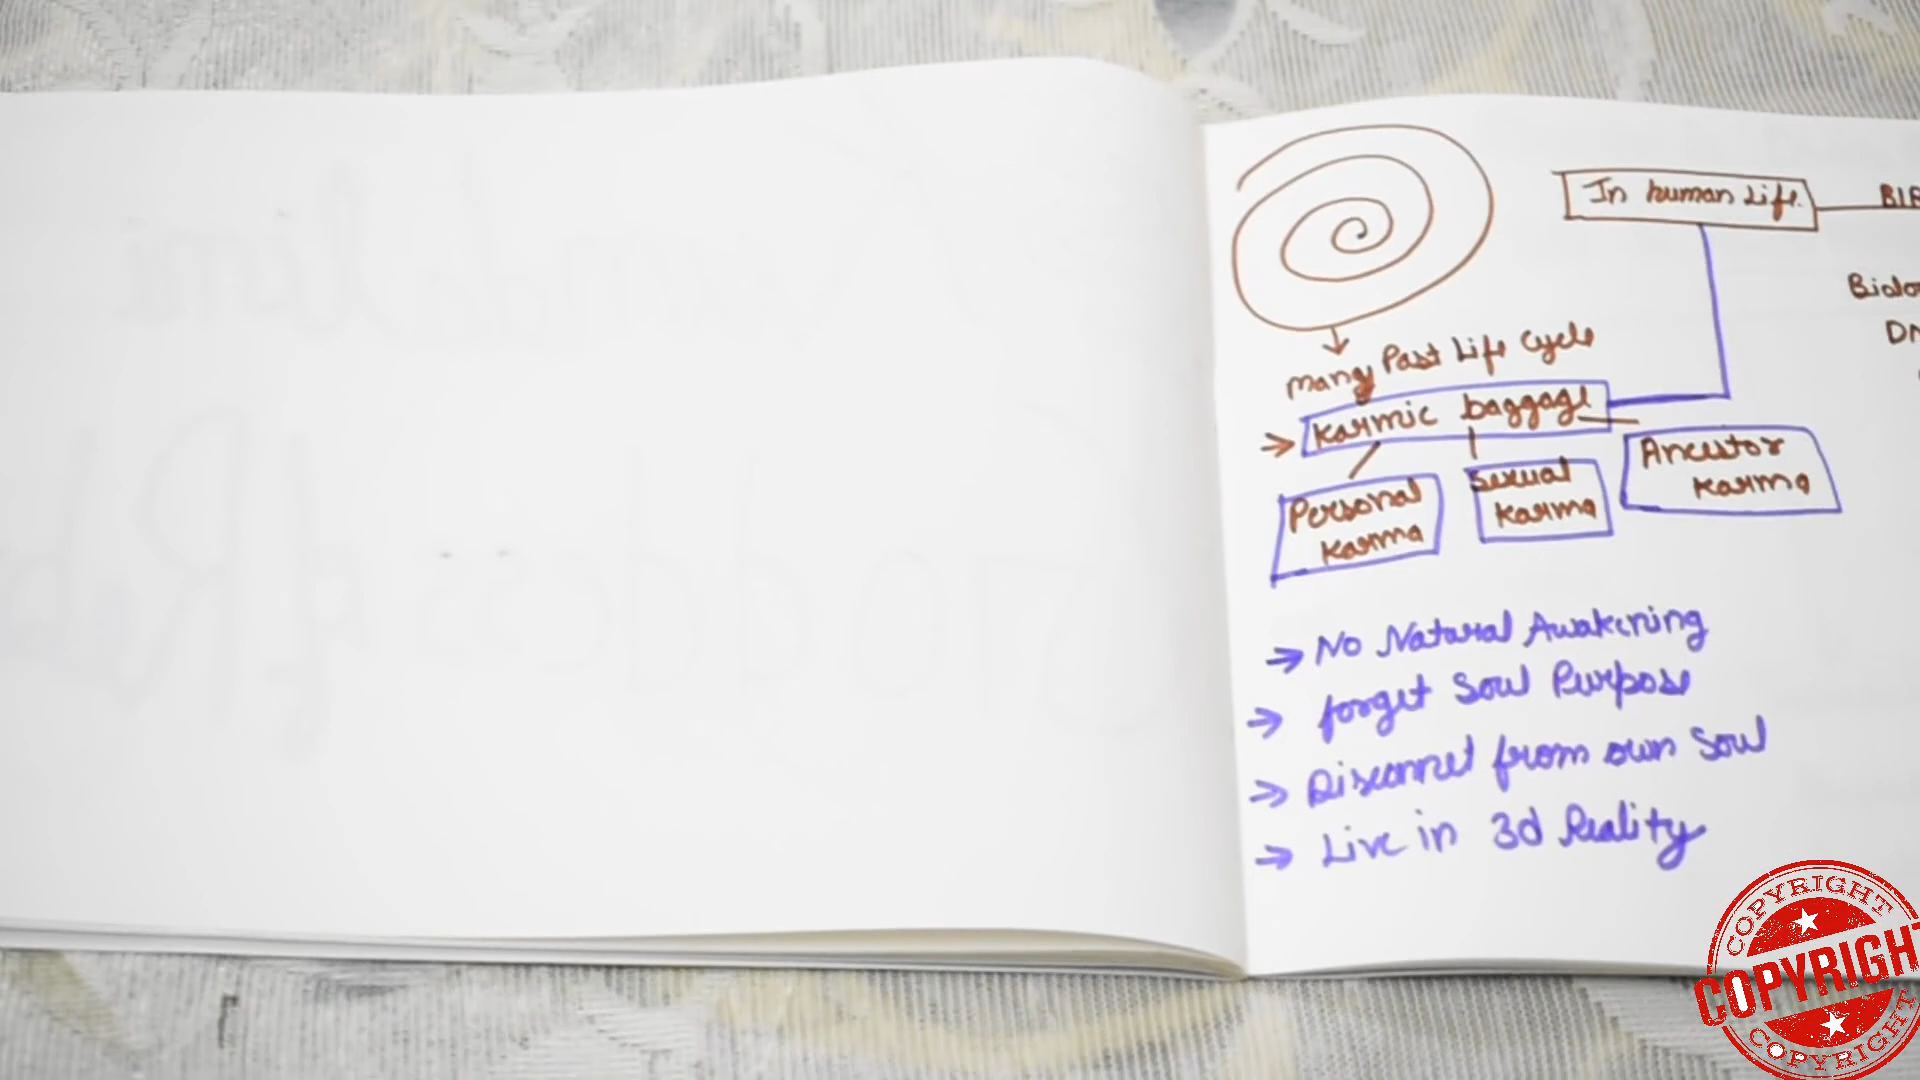 In human Life.
many Past Life Cycle
Karmic baggage
Personal
Karma
Sexual
Karma
Ancestor
Karma
→ No Natural Awakening
→ forget Soul Purpose
→ Disconnet from own Soul
→ Live in 3d Reality
COPYRIGHT
COPYRIGHT
COPYRIGHT